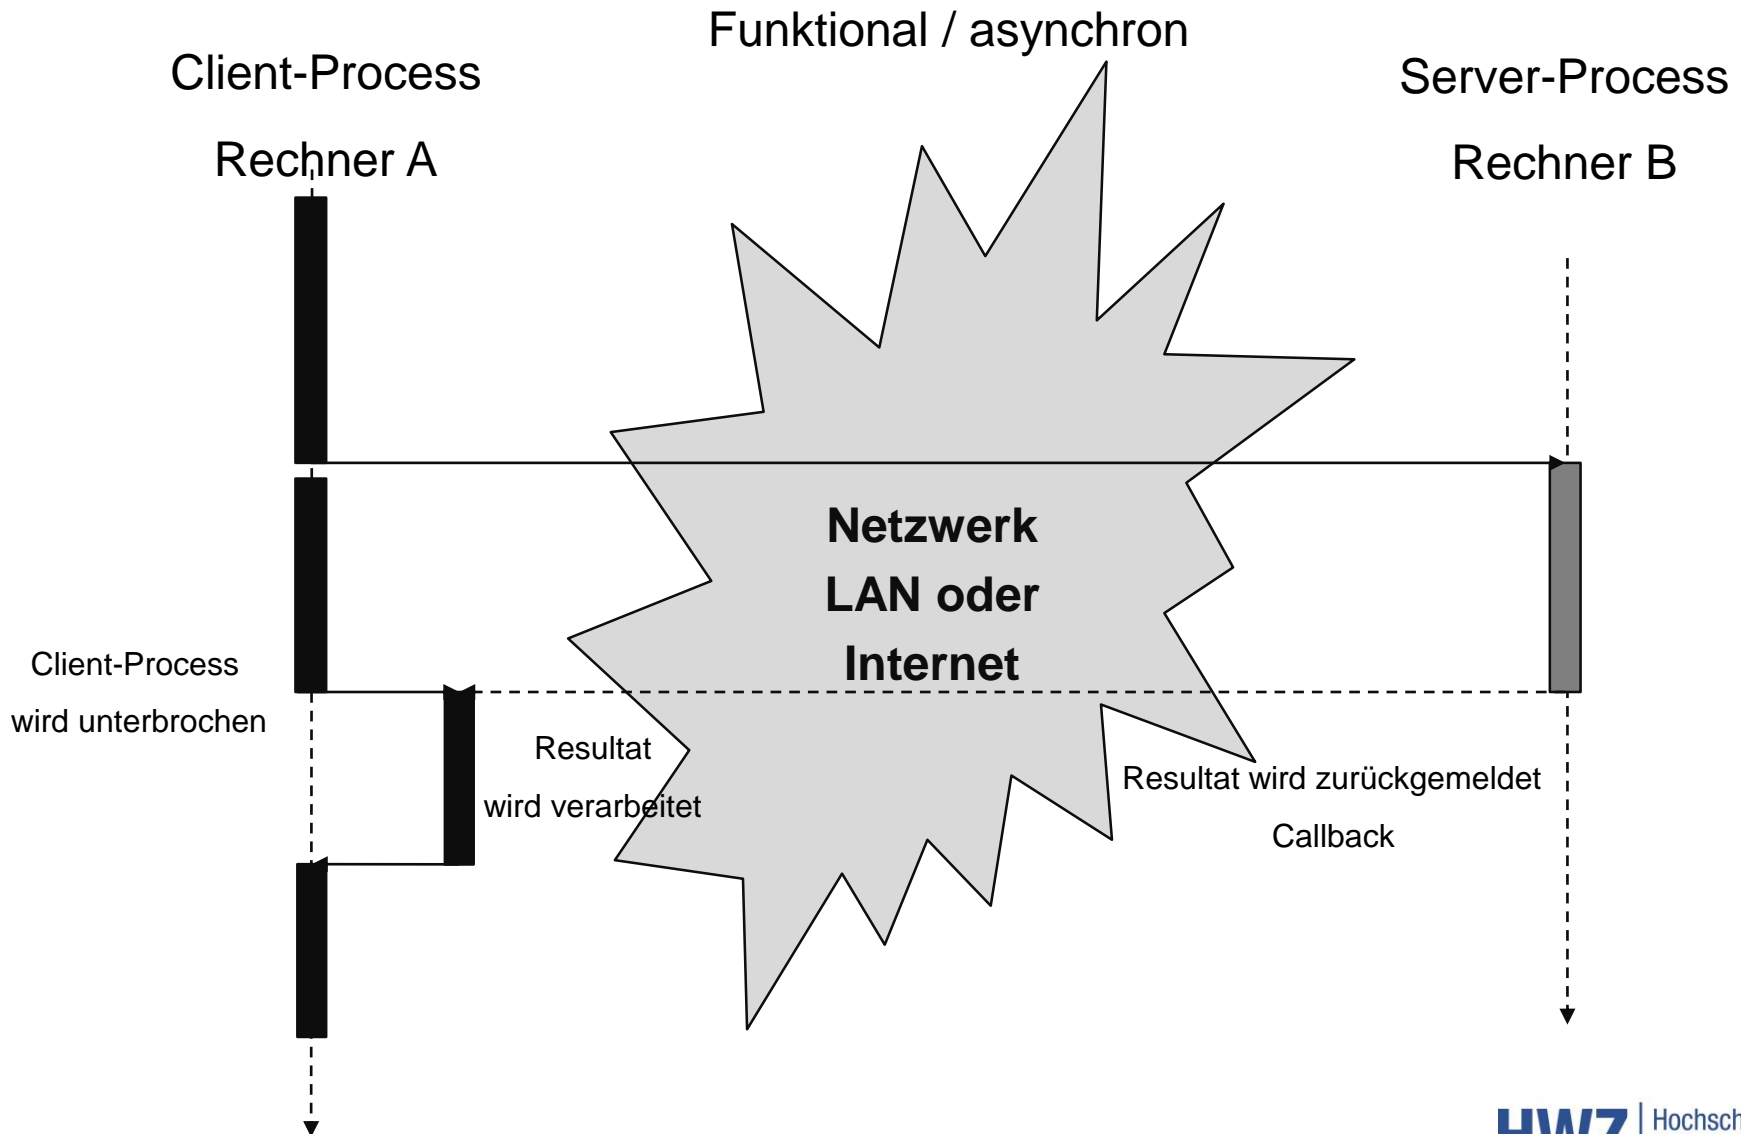 Funktional / asynchron
Client-Process
Rechner A
Server-Process
Rechner B
Netzwerk
LAN oder
Internet
Client-Process
wird unterbrochen
Resultat
wird verarbeitet
Resultat wird zurückgemeldet
Callback
HWZ